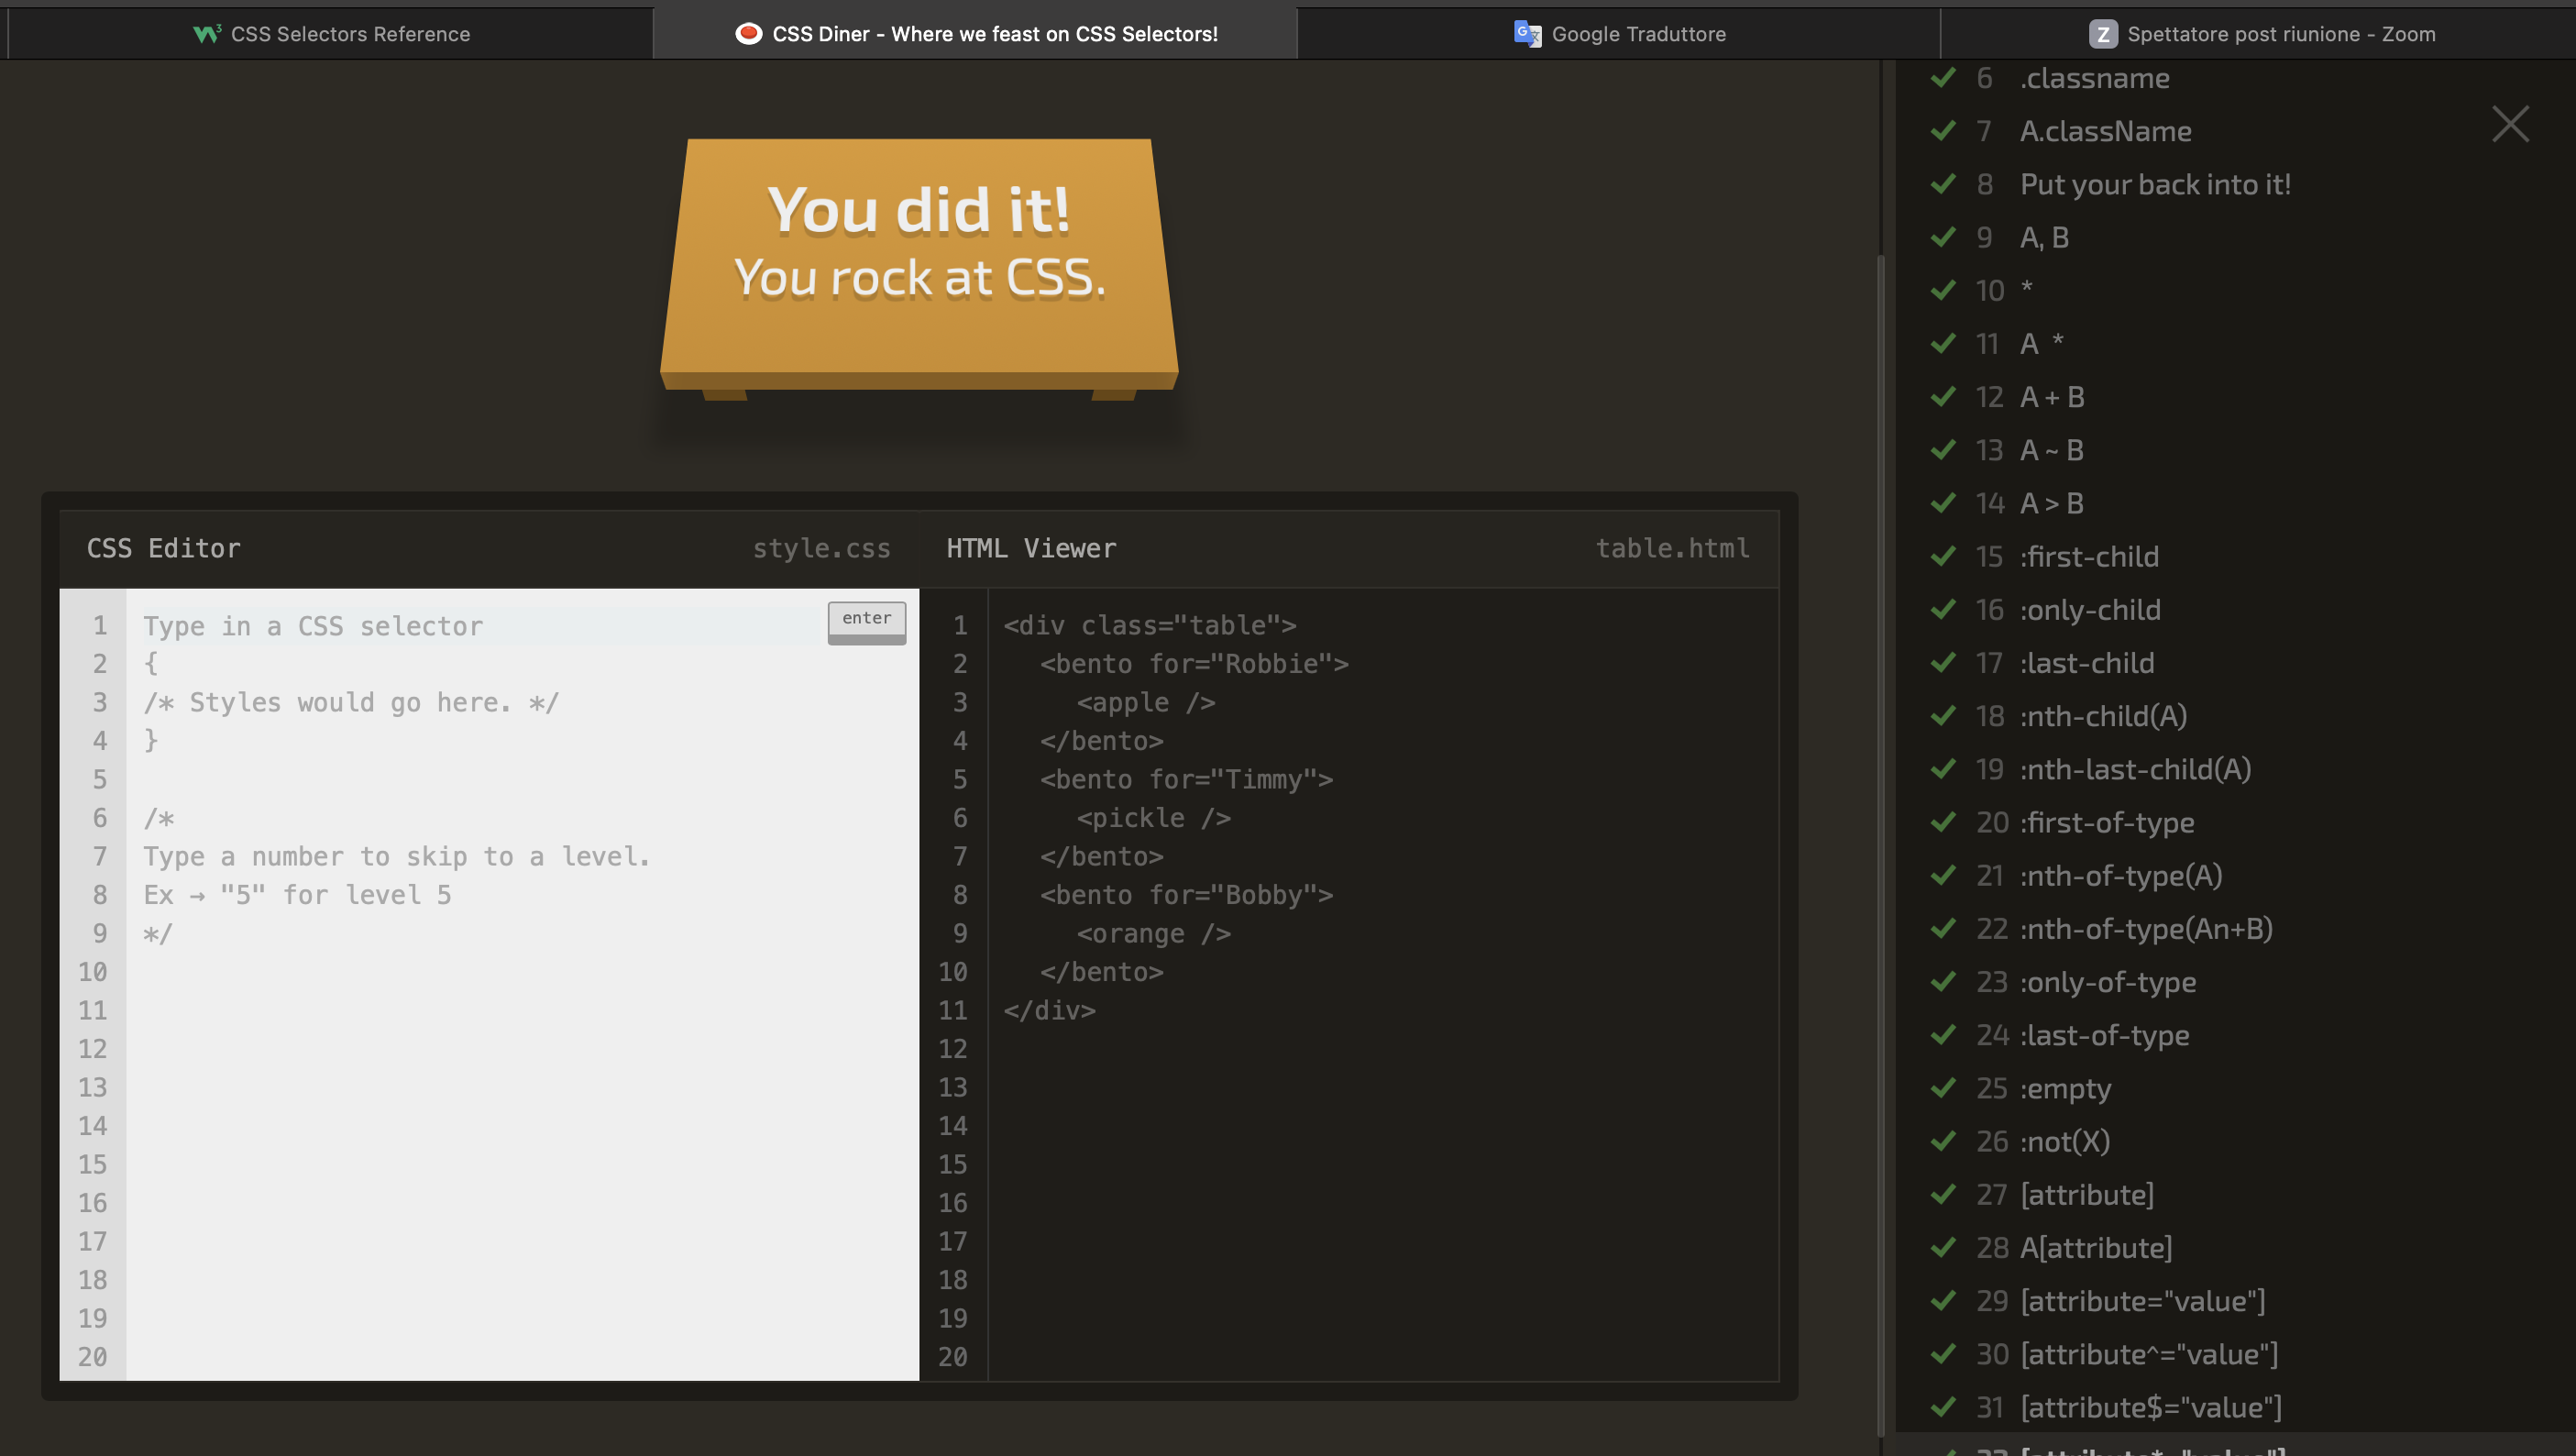 CSS Selectors Reference
CSS Diner - Where we feast on CSS Selectors!
Google Traduttore
Z Spettatore post riunione - Zoom
You did it!
You rock at CSS.
CSS Editor
style.css
1 Type in a CSS selector
enter
2 {
3 /* Styles would go here. */
4 }
5
6 /*
7 Type a number to skip to a level.
8 Ex → "5" for level 5
9 */
10
11
12
13
14
15
16
17
18
19
20
HTML Viewer
table.html
1 <div class="table">
2 <bento for="Robbie">
3 <apple />
4 </bento>
5 <bento for="Timmy">
6 <pickle />
7 </bento>
8 <bento for="Bobby">
9 <orange />
10 </bento>
11 </div>
12
13
14
15
16
17
18
19
20
6 .classname
7 A.className
8 Put your back into it!
9 A, B
10 *
11 A *
12 A + B
13 A ~ B
14 A > B
15 :first-child
16 :only-child
17 :last-child
18 :nth-child(A)
19 :nth-last-child(A)
20 :first-of-type
21 :nth-of-type(A)
22 :nth-of-type(An+B)
23 :only-of-type
24 :last-of-type
25 :empty
26 :not(X)
27 [attribute]
28 A[attribute]
29 [attribute="value"]
30 [attribute^="value"]
31 [attribute$="value"]